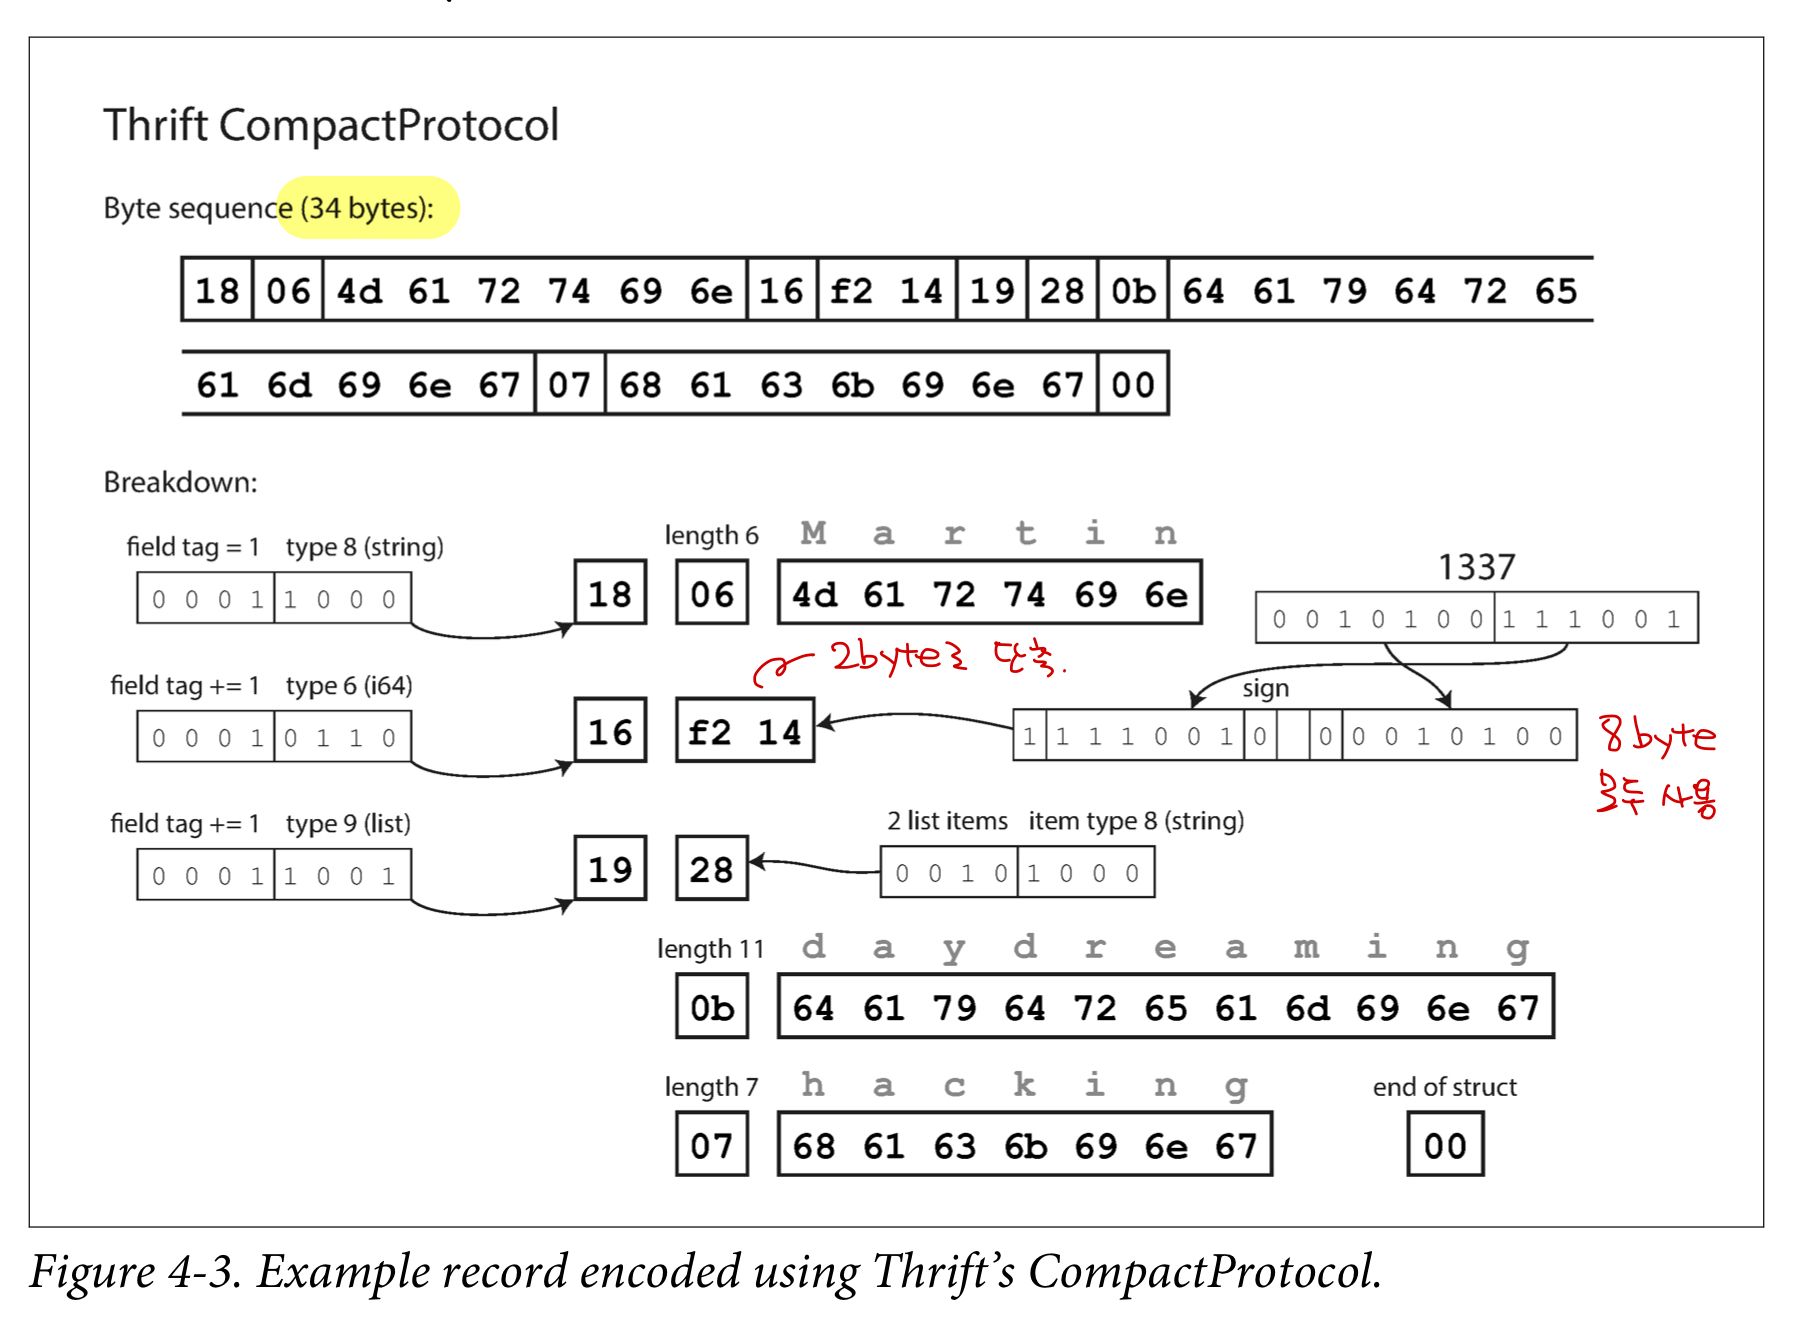 Thrift CompactProtocol
Byte sequence (34 bytes):
18 06 4d 61 72 74 69 6e 16 f2 14 19 28 0b 64 61 79 64 72 65
61 6d 69 6e 67 07 68 61 63 6b 69 6e 67 00
Breakdown:
field tag = 1 type 8 (string)
0 0 0 1 1 0 0 0
18
length 6
06
M a r t i n
4d 61 72 74 69 6e
1337
0 0 1 0 1 0 0 1 1 1 0 0 1
2byte로 단축.
field tag += 1 type 6 (i64)
0 0 0 1 0 1 1 0
16
f2 14
sign
1 1 1 1 0 0 1 0 0 0 0 1 0 1 0 0
8byte
모두 사용
field tag += 1 type 9 (list)
0 0 0 1 1 0 0 1
19
28
2 list items item type 8 (string)
0 0 1 0 1 0 0 0
length 11
0b
d a y d r e a m i n g
64 61 79 64 72 65 61 6d 69 6e 67
length 7
07
h a c k i n g
68 61 63 6b 69 6e 67
end of struct
00
Figure 4-3. Example record encoded using Thrift’s CompactProtocol.